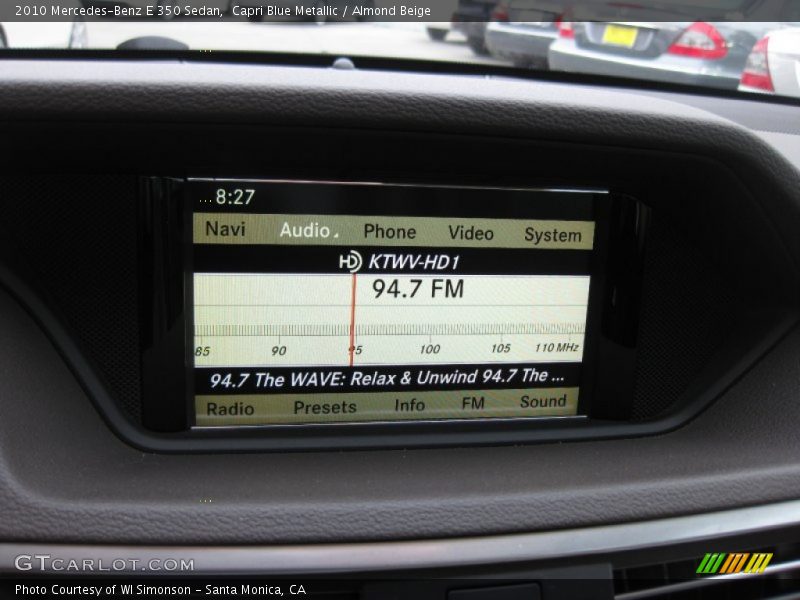 2010 Mercedes-Benz E 350 Sedan, Capri Blue Metallic / Almond Beige
...8:27
Navi Audio Phone Video System
HD KTWV-HD1
94.7 FM
85 90 95 100 105 110 MHz
94.7 The WAVE: Relax & Unwind 94.7 The ...
Radio Presets Info FM Sound
GTCARLOT.COM
Photo Courtesy of WI Simonson - Santa Monica, CA